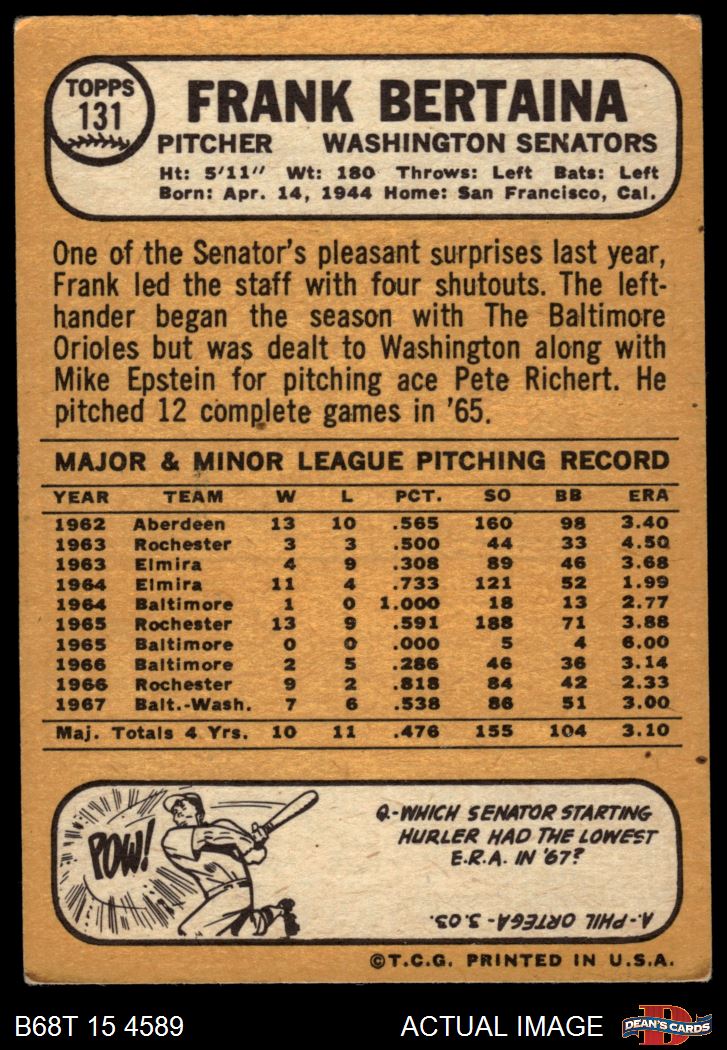 TOPPS
131
FRANK BERTAINA
PITCHER WASHINGTON SENATORS
Ht: 5'11" Wt: 180 Throws: Left Bats: Left
Born: Apr. 14, 1944 Home: San Francisco, Cal.
One of the Senator's pleasant surprises last year,
Frank led the staff with four shutouts. The left-
hander began the season with The Baltimore
Orioles but was dealt to Washington along with
Mike Epstein for pitching ace Pete Richert. He
pitched 12 complete games in '65.
MAJOR & MINOR LEAGUE PITCHING RECORD
YEAR TEAM W L PCT. SO BB ERA
1962 Aberdeen 13 10 .565 160 98 3.40
1963 Rochester 3 3 .500 44 33 4.50
1963 Elmira 4 9 .308 89 46 3.68
1964 Elmira 11 4 .733 121 52 1.99
1964 Baltimore 1 0 1.000 18 13 2.77
1965 Rochester 13 9 .591 188 71 3.88
1965 Baltimore 0 0 .000 5 4 6.00
1966 Baltimore 2 5 .286 46 36 3.14
1966 Rochester 9 2 .818 84 42 2.33
1967 Balt.-Wash. 7 6 .538 86 51 3.00
Maj. Totals 4 Yrs. 10 11 .476 155 104 3.10
POW!
Q.-WHICH SENATOR STARTING
HURLER HAD THE LOWEST
E.R.A. IN '67?
A.-PHIL ORTEGA-3.03.
©T.C.G. PRINTED IN U.S.A.
B68T 15 4589 ACTUAL IMAGE
D
DEAN'S CARDS